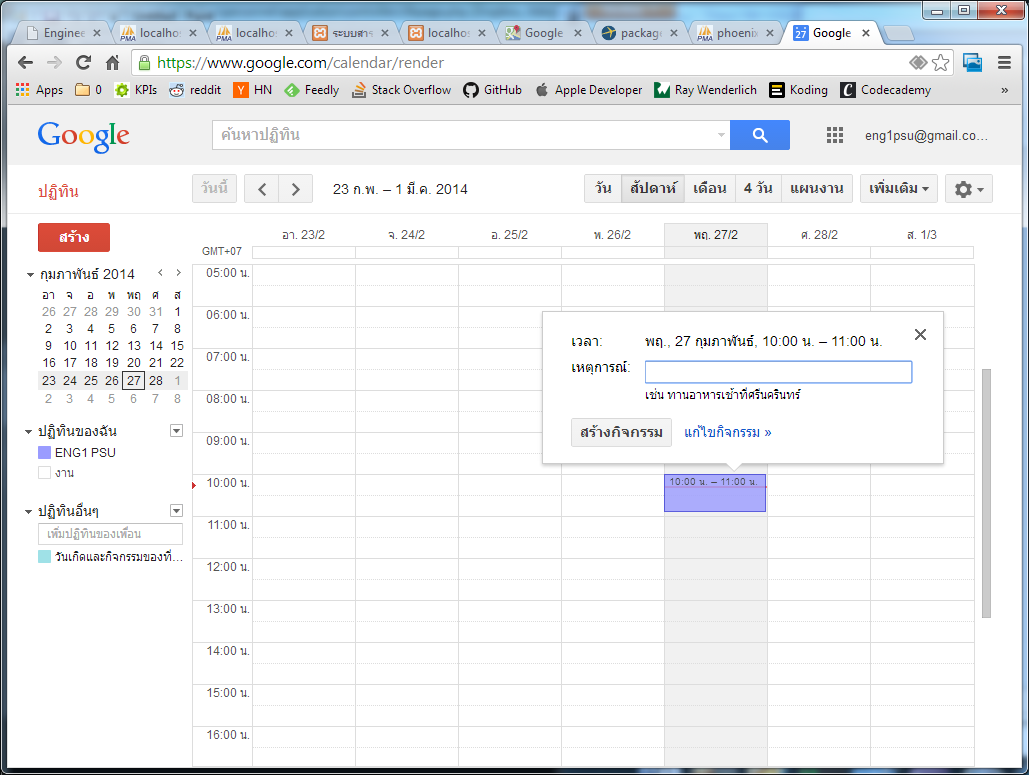 Enginee
localhos
localhos
ระบบสาร
localhos
Google
package
phoenix
Google
https://www.google.com/calendar/render
Apps
0
KPIs
reddit
HN
Feedly
Stack Overflow
GitHub
Apple Developer
Ray Wenderlich
Koding
Codecademy
»
Google
ค้นหาปฏิทิน
eng1psu@gmail.co...
ปฏิทิน
วันนี้
23 ก.พ. – 1 มี.ค. 2014
วัน สัปดาห์ เดือน 4 วัน แผนงาน
เพิ่มเติม
สร้าง
กุมภาพันธ์ 2014
อา จ อ พ พฤ ศ ส
26 27 28 29 30 31 1
2 3 4 5 6 7 8
9 10 11 12 13 14 15
16 17 18 19 20 21 22
23 24 25 26 27 28 1
2 3 4 5 6 7 8
ปฏิทินของฉัน
ENG1 PSU
งาน
ปฏิทินอื่นๆ
เพิ่มปฏิทินของเพื่อน
วันเกิดและกิจกรรมของที่...
อา. 23/2 จ. 24/2 อ. 25/2 พ. 26/2 พฤ. 27/2 ศ. 28/2 ส. 1/3
GMT+07
05:00 น.
06:00 น.
07:00 น.
08:00 น.
09:00 น.
10:00 น.
11:00 น.
12:00 น.
13:00 น.
14:00 น.
15:00 น.
16:00 น.
เวลา: พฤ., 27 กุมภาพันธ์, 10:00 น. – 11:00 น.
เหตุการณ์:
เช่น ทานอาหารเช้าที่ศรีนครินทร์
สร้างกิจกรรม แก้ไขกิจกรรม »
10:00 น. – 11:00 น.